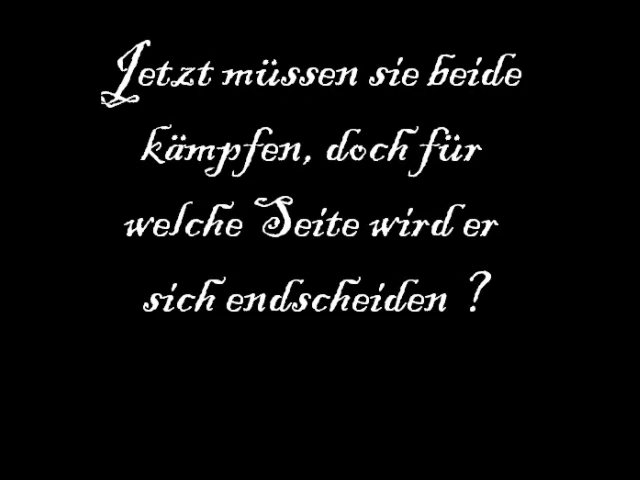 Jetzt müssen sie beide
kämpfen, doch für
welche Seite wird er
sich endscheiden ?